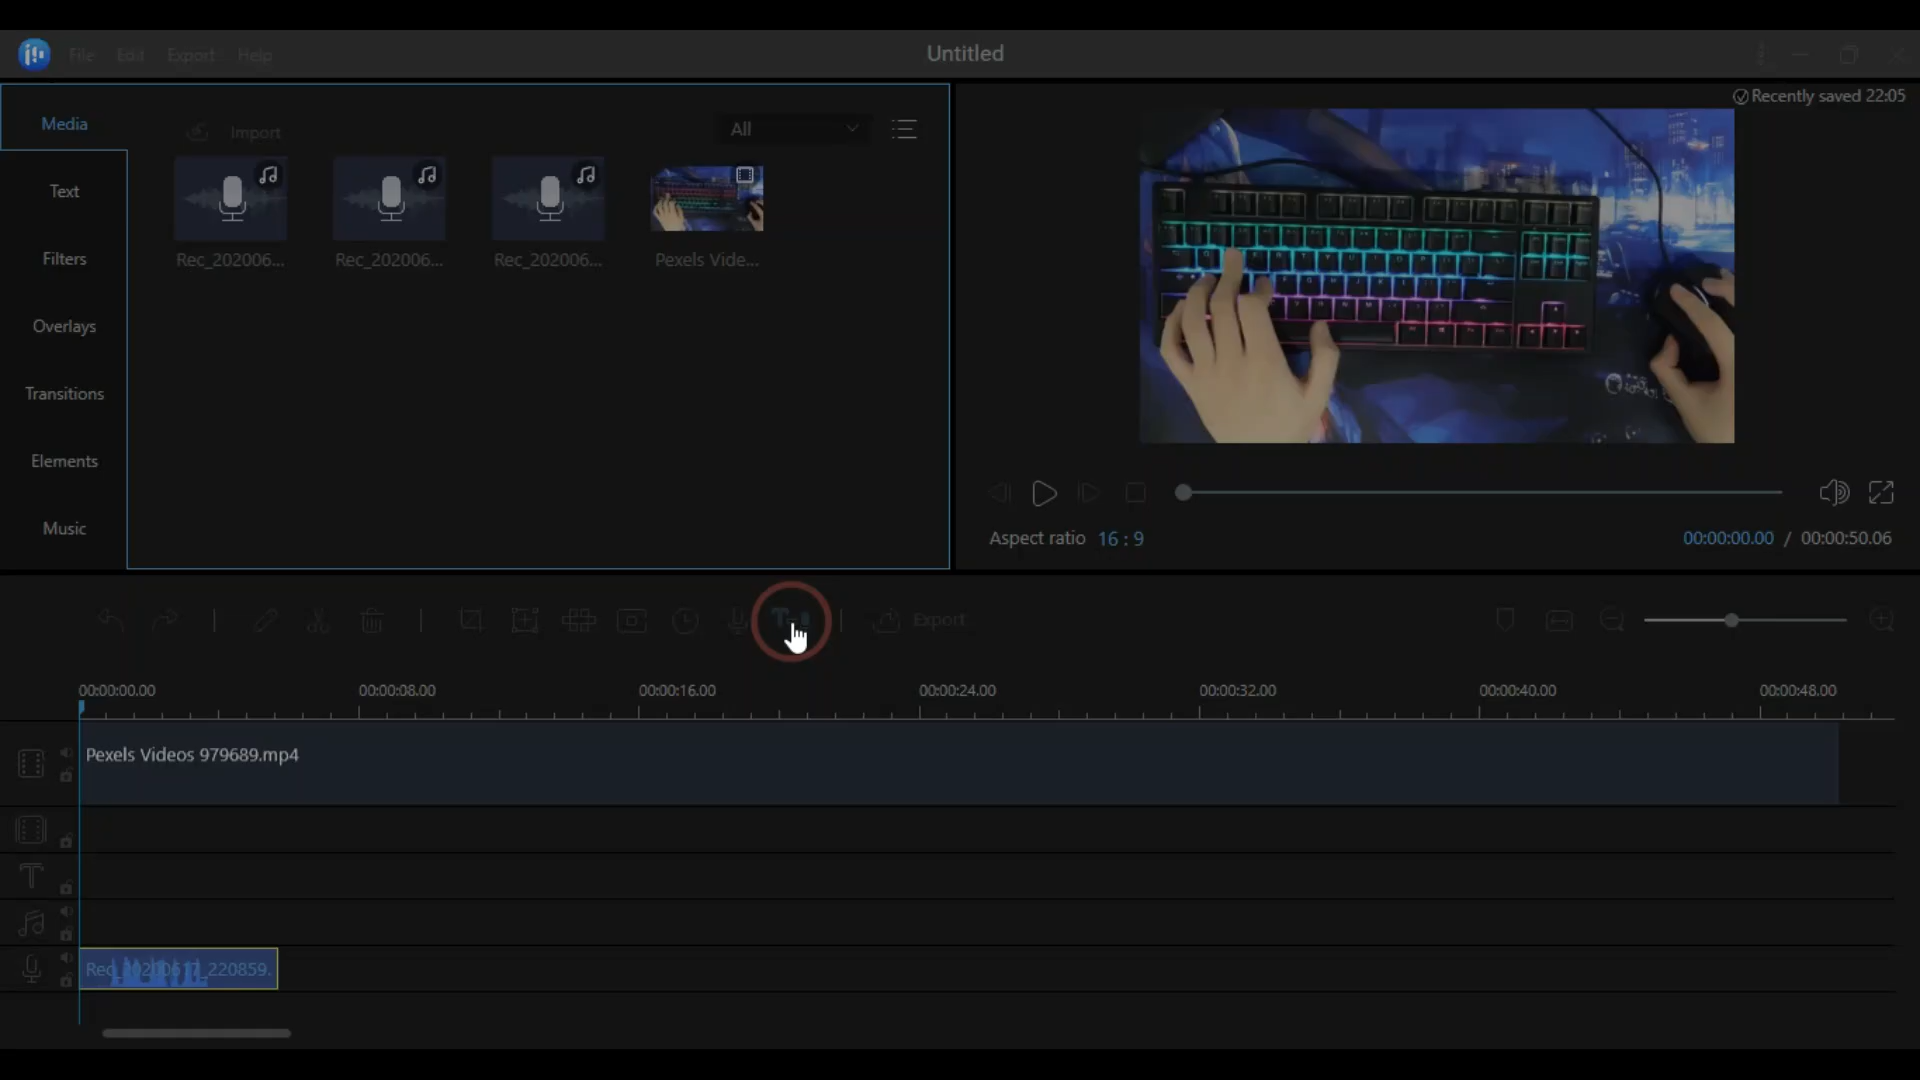 File Edit Export Help
Untitled
Recently saved 22:05
Media
Import
All
Text
Filters
Overlays
Transitions
Elements
Music
Rec_202006...
Rec_202006...
Rec_202006...
Pexels Vide...
Aspect ratio 16 : 9
00:00:00.00 / 00:00:50.06
Export
00:00:00.00 00:00:08.00 00:00:16.00 00:00:24.00 00:00:32.00 00:00:40.00 00:00:48.00
Pexels Videos 979689.mp4
Rec_20200617_220859.